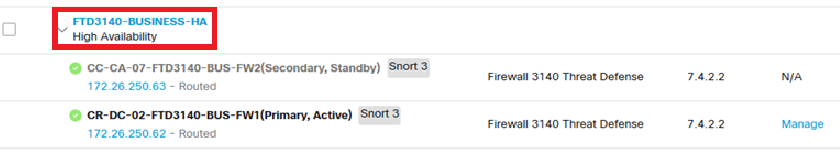 FTD3140-BUSINESS-HA
High Availability
CC-CA-07-FTD3140-BUS-FW2(Secondary, Standby) Snort 3 Firewall 3140 Threat Defense 7.4.2.2 N/A
172.26.250.63 - Routed
CR-DC-02-FTD3140-BUS-FW1(Primary, Active) Snort 3 Firewall 3140 Threat Defense 7.4.2.2 Manage
172.26.250.62 - Routed